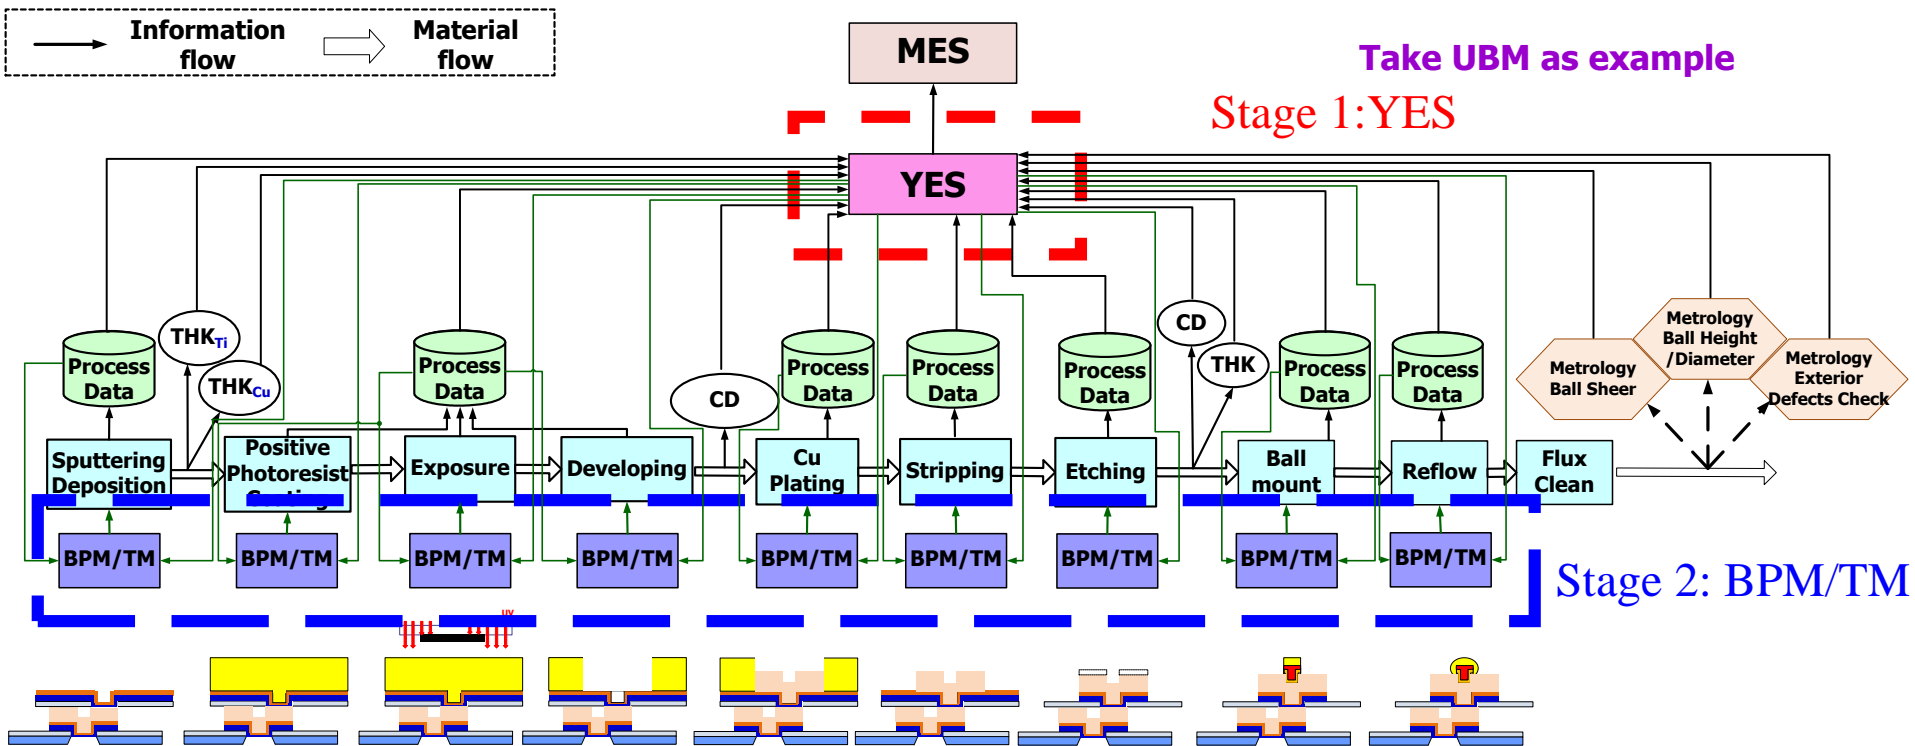 Information
flow
Material
flow
MES
Take UBM as example
Stage 1:YES
YES
THKTi
THKCu
CD
CD
THK
Process
Data
Process
Data
Process
Data
Process
Data
Process
Data
Process
Data
Process
Data
Metrology
Ball Sheer
Metrology
Ball Height
/Diameter
Metrology
Exterior
Defects Check
Sputtering
Deposition
Positive
Photoresist
Coating
Exposure
Developing
Cu
Plating
Stripping
Etching
Ball
mount
Reflow
Flux
Clean
BPM/TM
BPM/TM
BPM/TM
BPM/TM
BPM/TM
BPM/TM
BPM/TM
BPM/TM
BPM/TM
Stage 2: BPM/TM
UV